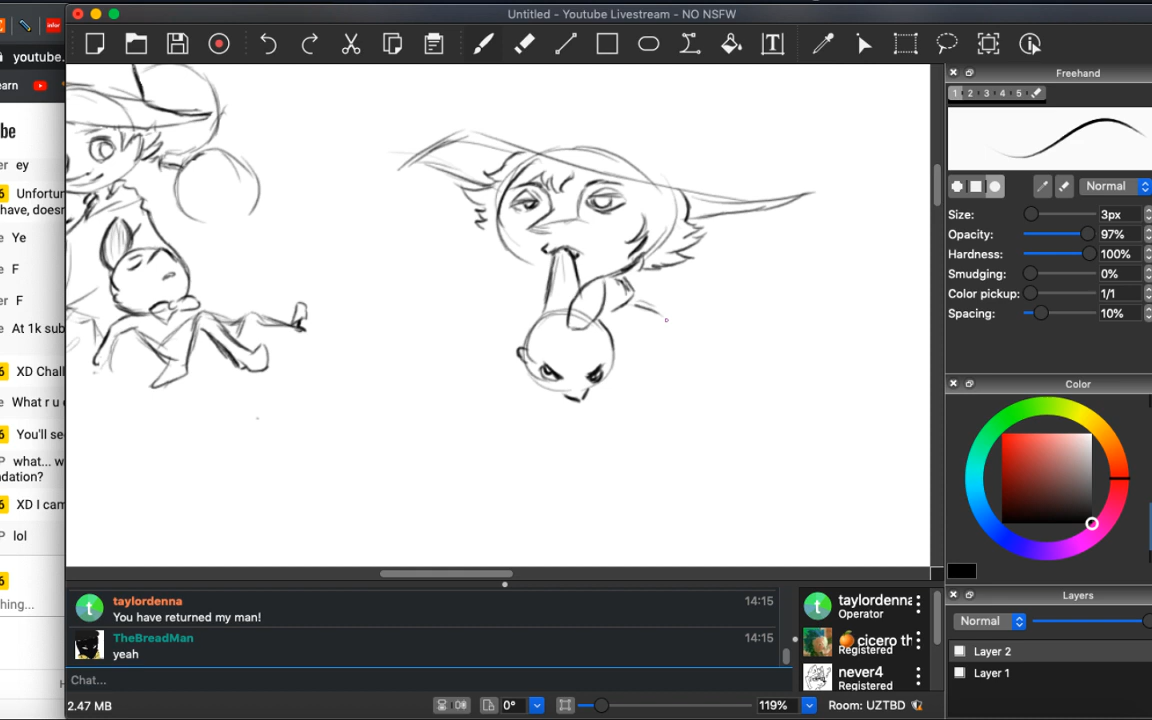 Untitled - Youtube Livestream - NO NSFW
youtube.
earn
be
er ey
Unfortun
have, doesn
Ye
F
F
At 1k sub
XD Chall
What r u
You'll se
what... w
dation?
XD I cam
lol
hing...
Freehand
1 2 3 4 5
Normal
Size: 3px
Opacity: 97%
Hardness: 100%
Smudging: 0%
Color pickup: 1/1
Spacing: 10%
Color
Layers
Normal
Layer 2
Layer 1
taylordenna 14:15
You have returned my man!
TheBreadMan 14:15
yeah
Chat...
taylordenna
Operator
cicero th
Registered
never4
Registered
2.47 MB
0°
119%
Room: UZTBD